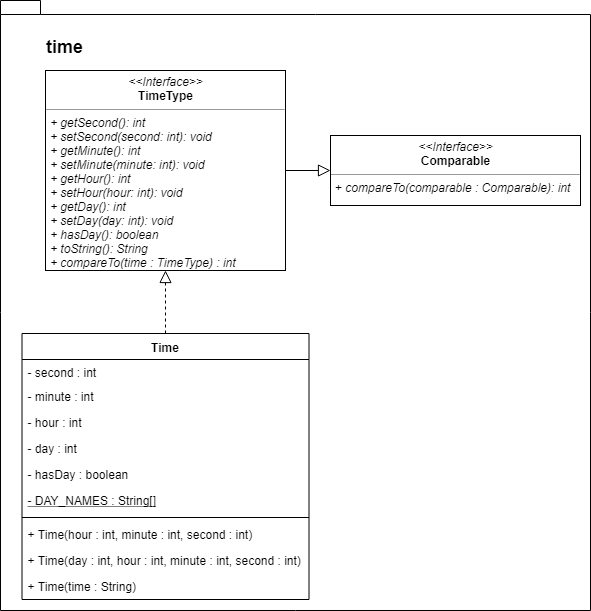 time
<<Interface>>
TimeType
+ getSecond(): int
+ setSecond(second: int): void
+ getMinute(): int
+ setMinute(minute: int): void
+ getHour(): int
+ setHour(hour: int): void
+ getDay(): int
+ setDay(day: int): void
+ hasDay(): boolean
+ toString(): String
+ compareTo(time : TimeType) : int
<<Interface>>
Comparable
+ compareTo(comparable : Comparable): int
Time
- second : int
- minute : int
- hour : int
- day : int
- hasDay : boolean
- DAY_NAMES : String[]
+ Time(hour : int, minute : int, second : int)
+ Time(day : int, hour : int, minute : int, second : int)
+ Time(time : String)